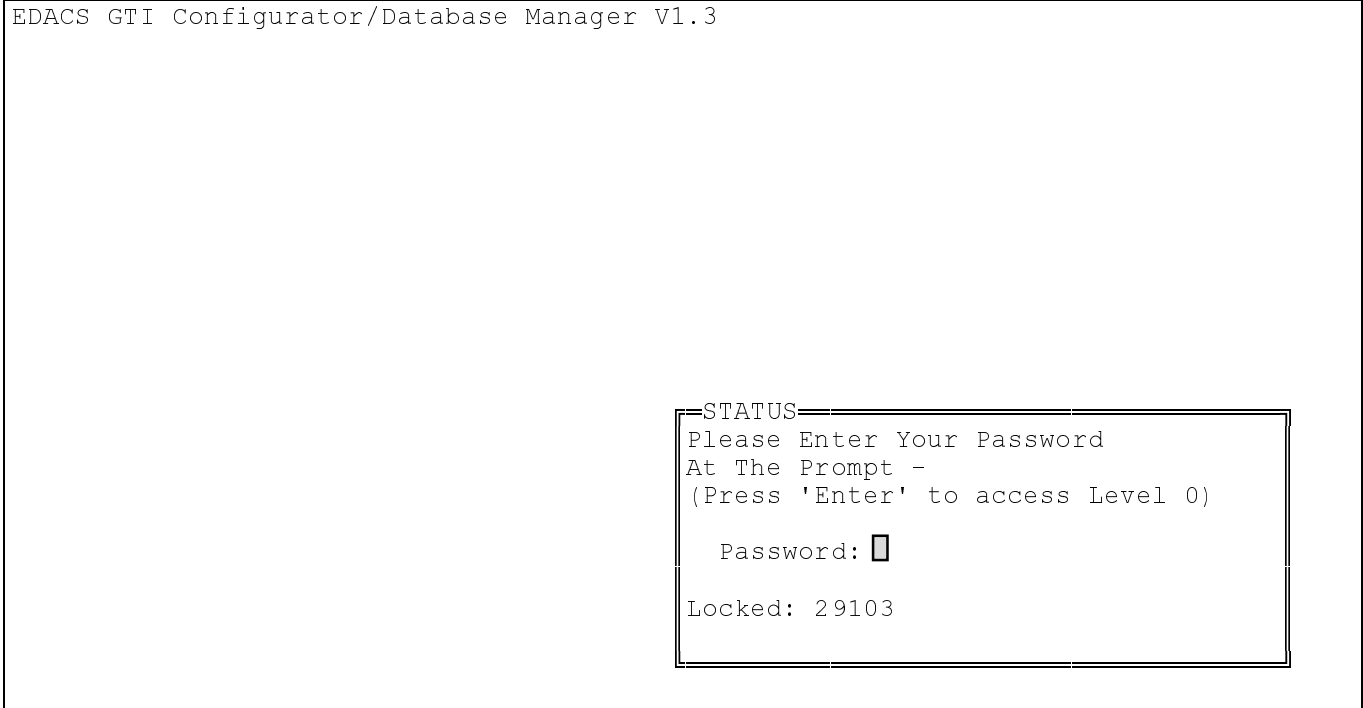 EDACS GTI Configurator/Database Manager V1.3
STATUS
Please Enter Your Password
At The Prompt -
(Press 'Enter' to access Level 0)
Password:
Locked: 29103